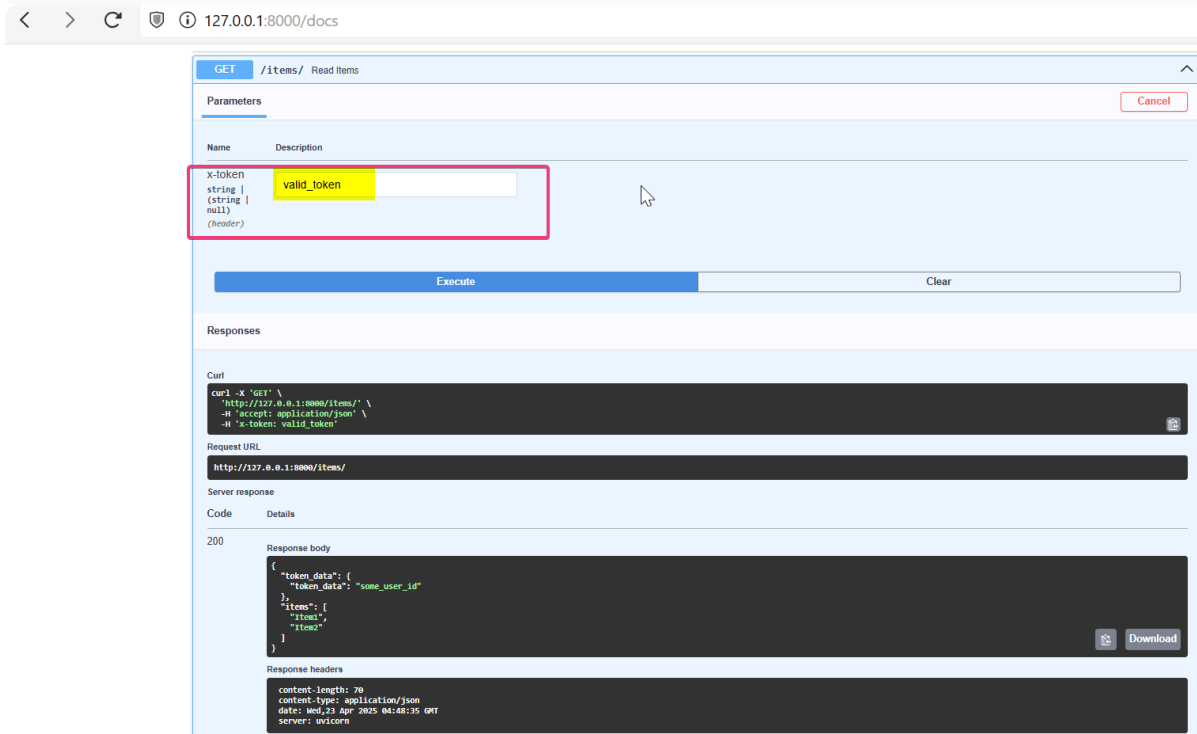 127.0.0.1:8000/docs
GET /items/ Read Items
Parameters
Cancel
Name Description
x-token
string |
(string |
null)
(header)
valid_token
Execute Clear
Responses
Curl
curl -X 'GET' \
'http://127.0.0.1:8000/items/' \
-H 'accept: application/json' \
-H 'x-token: valid_token'
Request URL
http://127.0.0.1:8000/items/
Server response
Code Details
200
Response body
{
"token_data": {
"token_data": "some_user_id"
},
"items": [
"Item1",
"Item2"
]
}
Download
Response headers
content-length: 70
content-type: application/json
date: Wed,23 Apr 2025 04:48:35 GMT
server: uvicorn